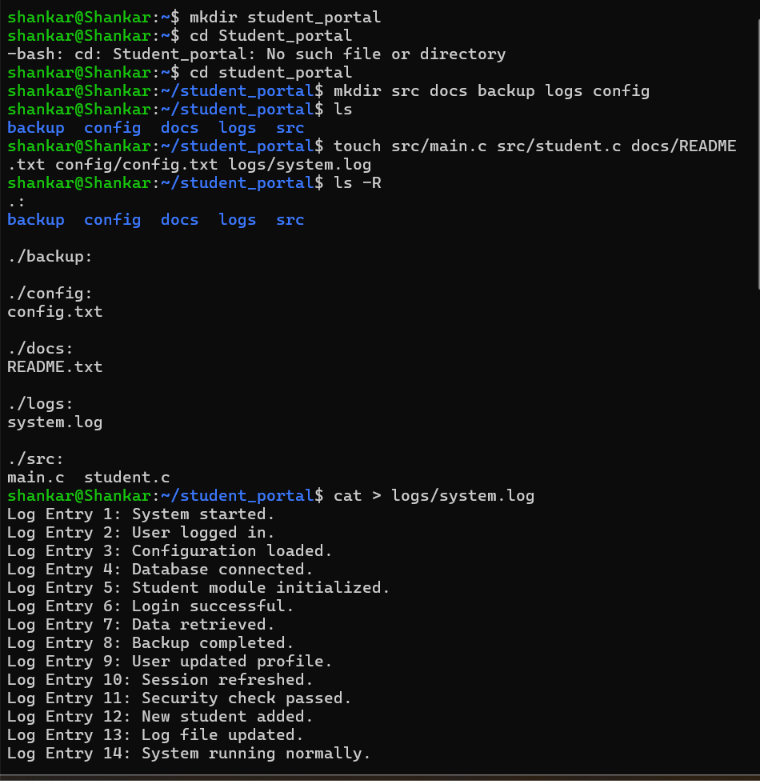 shankar@Shankar:~$ mkdir student_portal
shankar@Shankar:~$ cd Student_portal
-bash: cd: Student_portal: No such file or directory
shankar@Shankar:~$ cd student_portal
shankar@Shankar:~/student_portal$ mkdir src docs backup logs config
shankar@Shankar:~/student_portal$ ls
backup  config  docs  logs  src
shankar@Shankar:~/student_portal$ touch src/main.c src/student.c docs/README
.txt config/config.txt logs/system.log
shankar@Shankar:~/student_portal$ ls -R
.:
backup  config  docs  logs  src
./backup:
./config:
config.txt
./docs:
README.txt
./logs:
system.log
./src:
main.c  student.c
shankar@Shankar:~/student_portal$ cat > logs/system.log
Log Entry 1: System started.
Log Entry 2: User logged in.
Log Entry 3: Configuration loaded.
Log Entry 4: Database connected.
Log Entry 5: Student module initialized.
Log Entry 6: Login successful.
Log Entry 7: Data retrieved.
Log Entry 8: Backup completed.
Log Entry 9: User updated profile.
Log Entry 10: Session refreshed.
Log Entry 11: Security check passed.
Log Entry 12: New student added.
Log Entry 13: Log file updated.
Log Entry 14: System running normally.